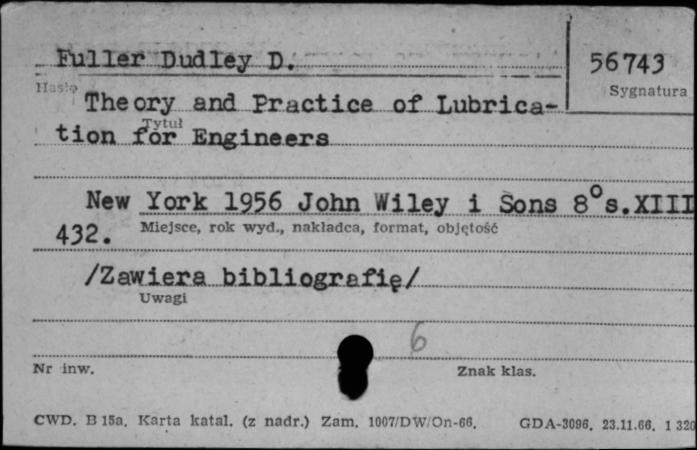 Fuller Dudley D.
56743
Hasło
Sygnatura
Theory and Practice of Lubrica-
tion for Engineers
Tytuł
New York 1956 John Wiley i Sons 8° s.XIII
432.
Miejsce, rok wyd., nakładca, format, objętość
/Zawiera bibliografię/
Uwagi
6
Nr inw.
Znak klas.
CWD. B 15a. Karta katal. (z nadr.) Zam. 1007/DW/On-66. GDA-3096. 23.11.66. 1 320